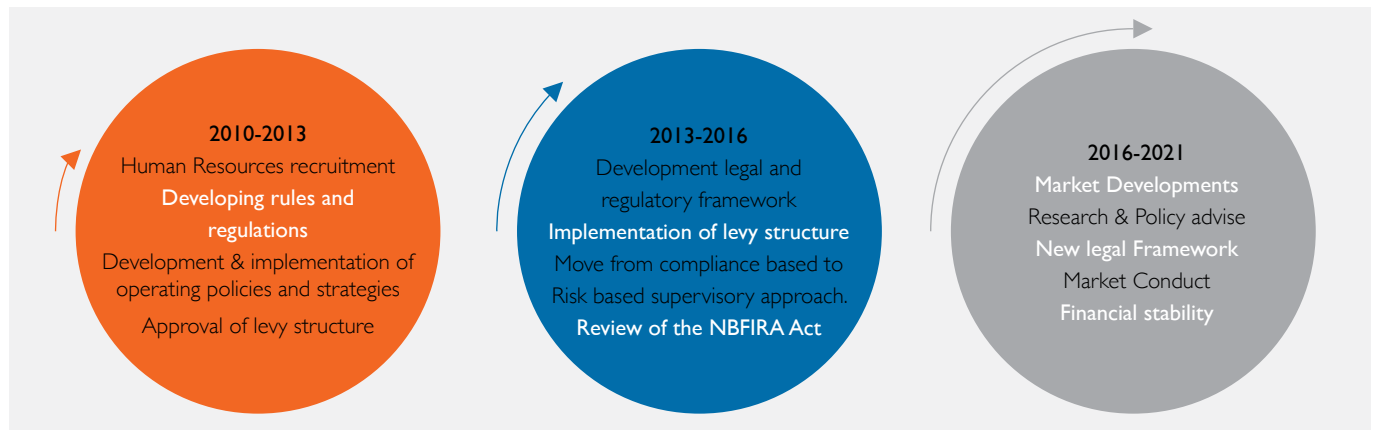 2010-2013
Human Resources recruitment
Developing rules and
regulations
Development & implementation of
operating policies and strategies
Approval of levy structure
2013-2016
Development legal and
regulatory framework
Implementation of levy structure
Move from compliance based to
Risk based supervisory approach.
Review of the NBFIRA Act
2016-2021
Market Developments
Research & Policy advise
New legal Framework
Market Conduct
Financial stability